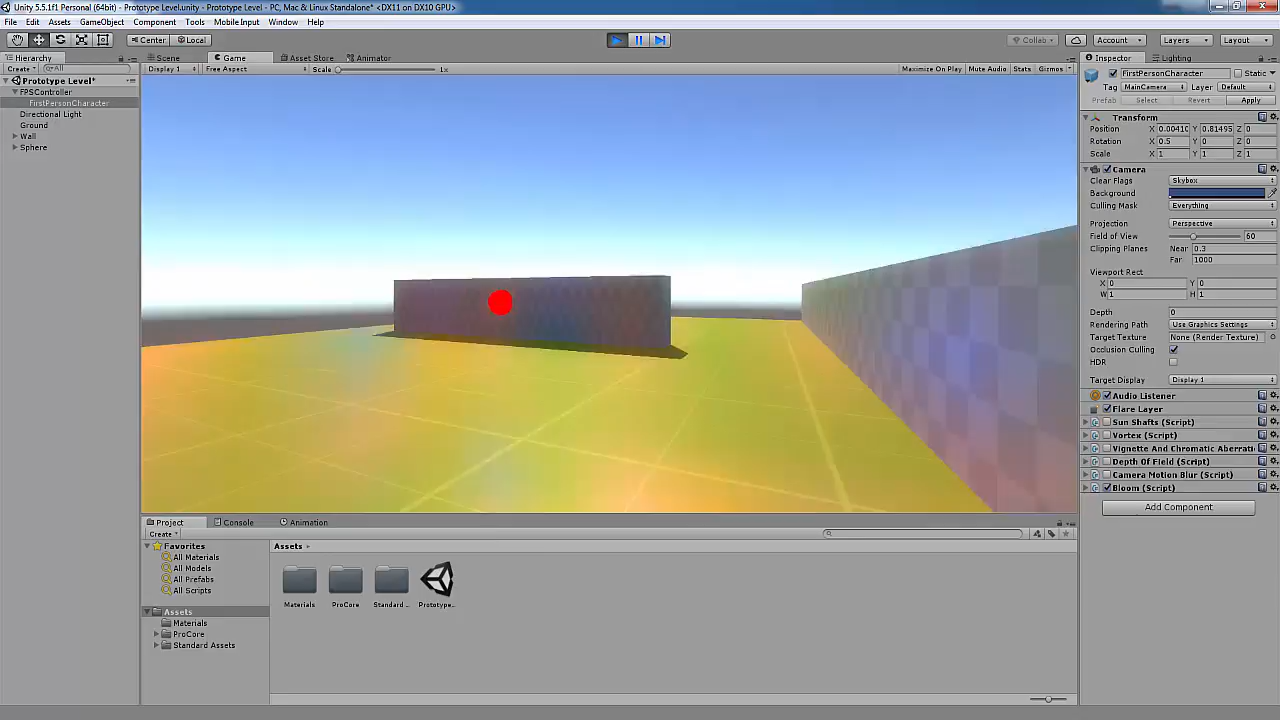 Unity 5.5.1f1 Personal (64bit) - Prototype Level.unity - Prototype Level - PC, Mac & Linux Standalone* <DX11 on DX10 GPU>
File Edit Assets GameObject Component Tools Mobile Input Window Help
Center Local Collab Account Layers Layout
Hierarchy Scene Game Asset Store Animator Inspector Lighting
Create All Display 1 Free Aspect Scale 1x Maximize On Play Mute Audio Stats Gizmos FirstPersonCharacter Static
Prototype Level*
FPSController
FirstPersonCharacter
Directional Light
Ground
Wall
Sphere
Tag MainCamera Layer Default
Prefab Select Revert Apply
Transform
Position X 0.0041 Y 0.81495 Z 0
Rotation X 0.5 Y 0 Z 0
Scale X 1 Y 1 Z 1
Camera
Clear Flags Skybox
Background
Culling Mask Everything
Projection Perspective
Field of View 60
Clipping Planes Near 0.3
Far 1000
Viewport Rect
X 0 Y 0
W 1 H 1
Depth 0
Rendering Path Use Graphics Settings
Target Texture None (Render Texture)
Occlusion Culling
HDR
Target Display Display 1
Audio Listener
Flare Layer
Sun Shafts (Script)
Vortex (Script)
Vignette And Chromatic Aberrati
Depth Of Field (Script)
Camera Motion Blur (Script)
Bloom (Script)
Add Component
Project Console Animation
Create
Favorites
All Materials
All Models
All Prefabs
All Scripts
Assets
Materials
ProCore
Standard Assets
Assets
Materials ProCore Standard .. Prototype..